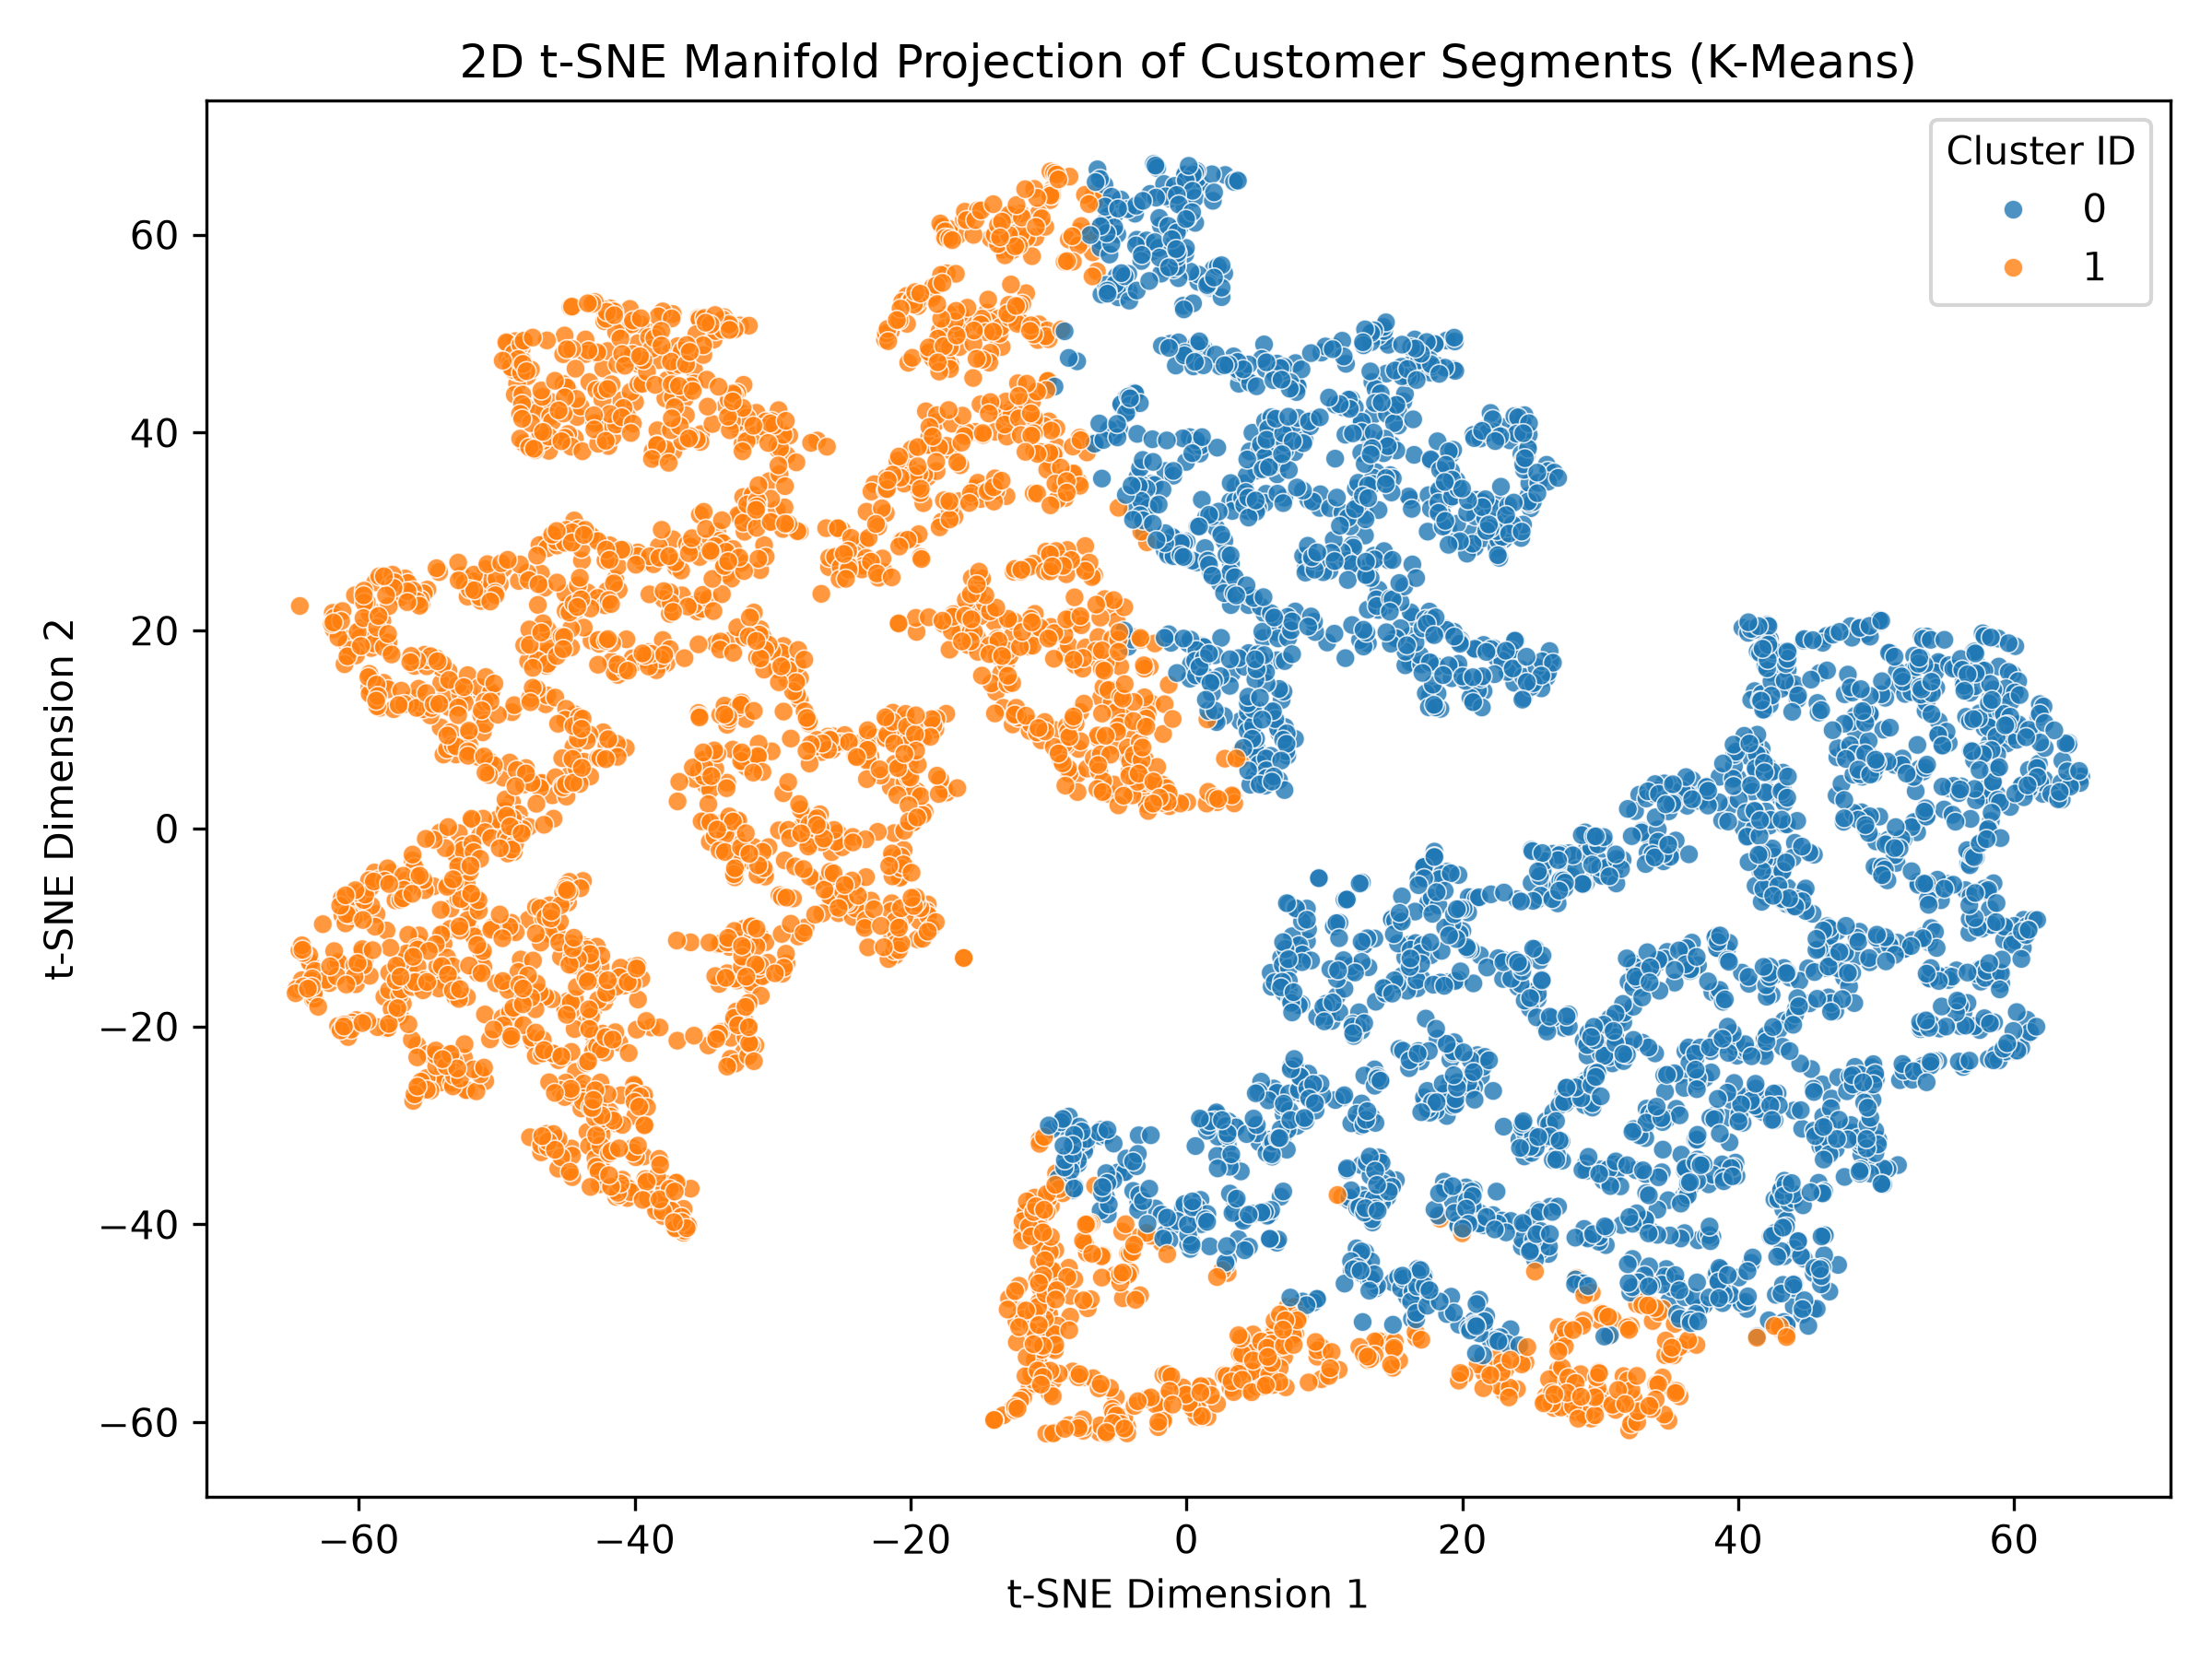 2D t-SNE Manifold Projection of Customer Segments (K-Means)
Cluster ID
0
1
60
40
20
0
−20
−40
−60
t-SNE Dimension 2
−60 −40 −20 0 20 40 60
t-SNE Dimension 1